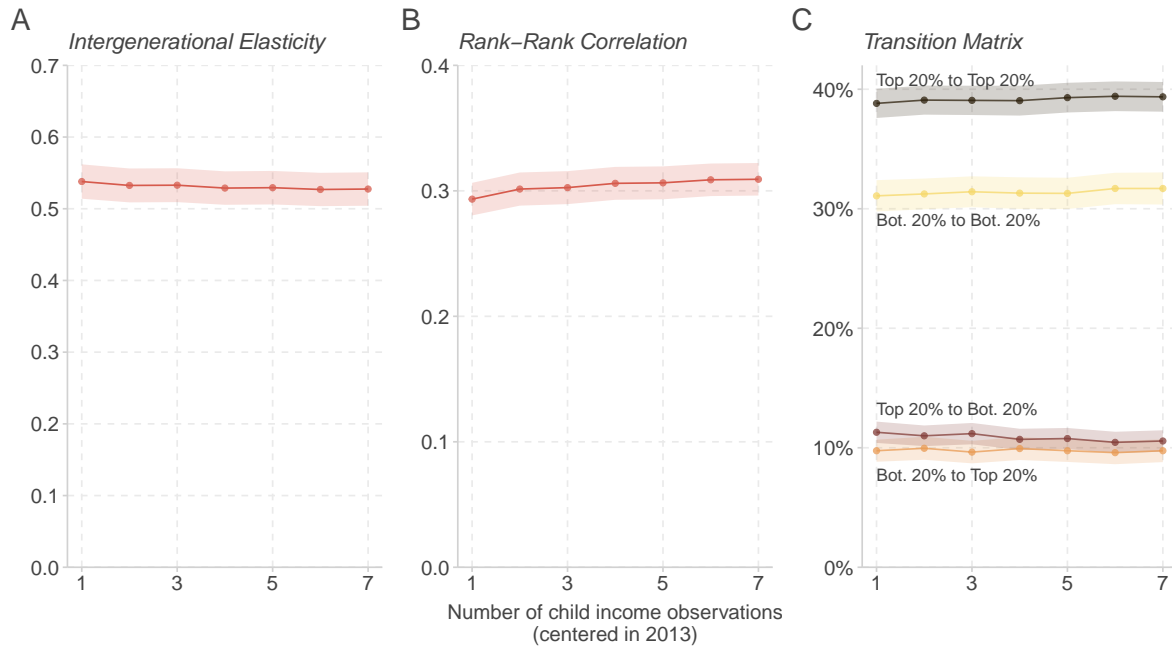 A
Intergenerational Elasticity
0.7
0.6
0.5
0.4
0.3
0.2
0.1
0.0
1
3
5
7
B
Rank−Rank Correlation
0.4
0.3
0.2
0.1
0.0
1
3
5
7
Number of child income observations
(centered in 2013)
C
Transition Matrix
40%
30%
20%
10%
0%
Top 20% to Top 20%
Bot. 20% to Bot. 20%
Top 20% to Bot. 20%
Bot. 20% to Top 20%
1
3
5
7